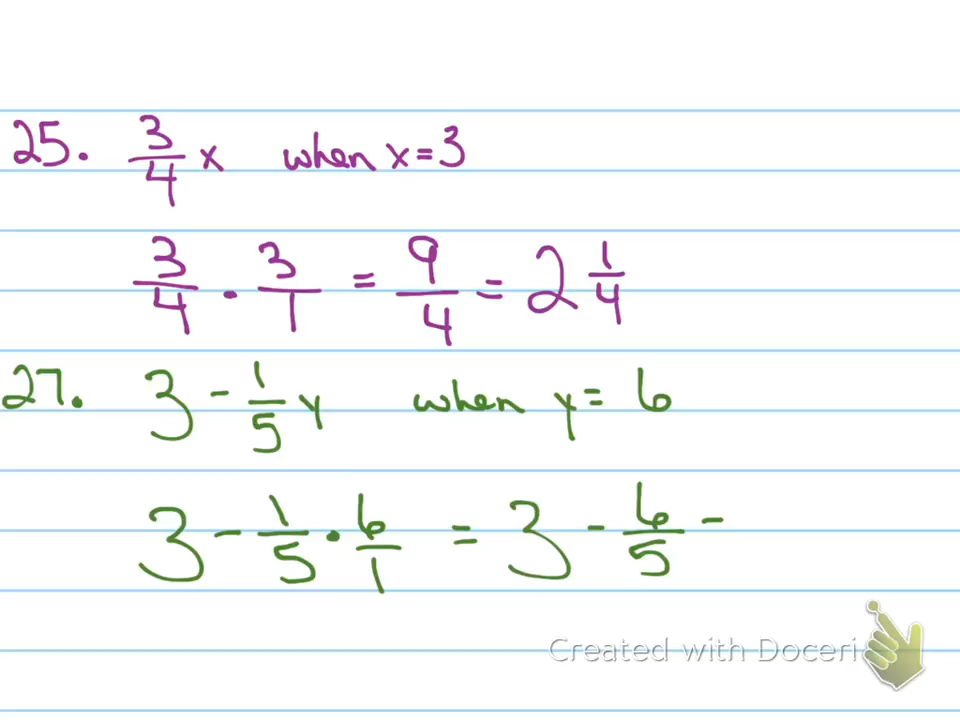 25. 3/4 x when x=3
3/4 · 3/1 = 9/4 = 2 1/4
27. 3 - 1/5 y when y= 6
3 - 1/5 · 6/1 = 3 - 6/5 -
Created with Doceri